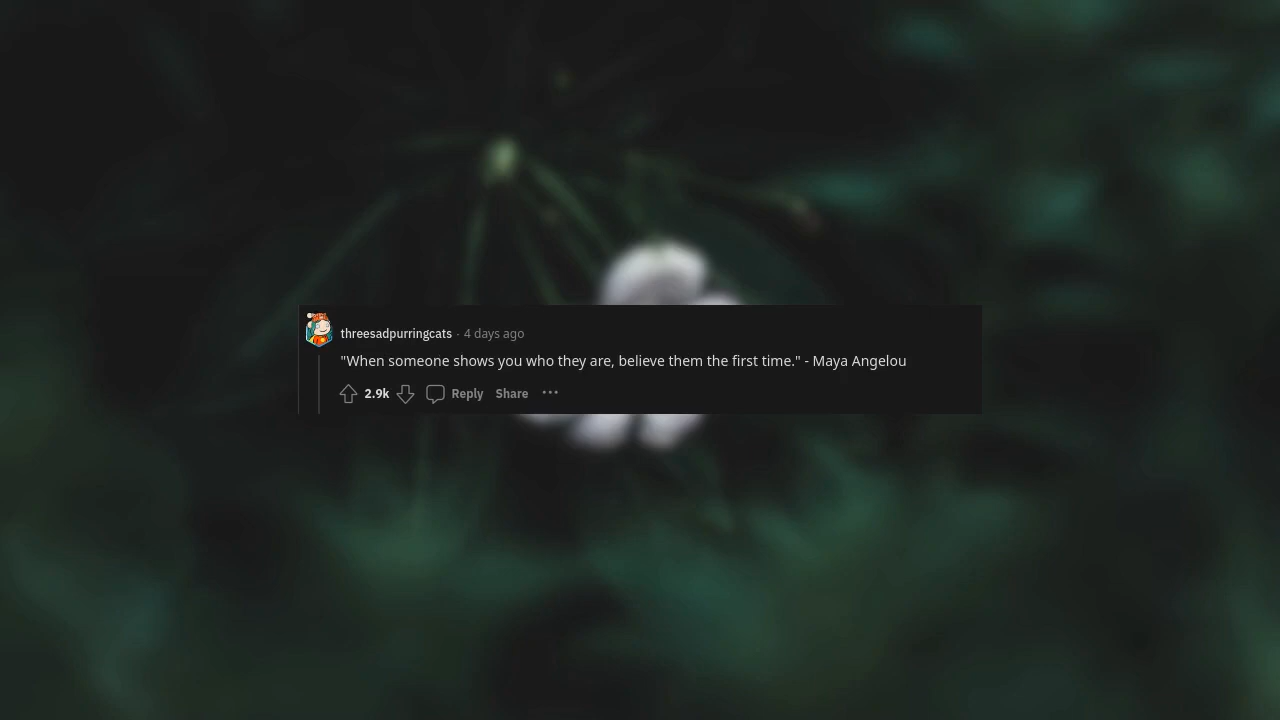 threesadpurringcats · 4 days ago
"When someone shows you who they are, believe them the first time." - Maya Angelou
2.9k Reply Share ···